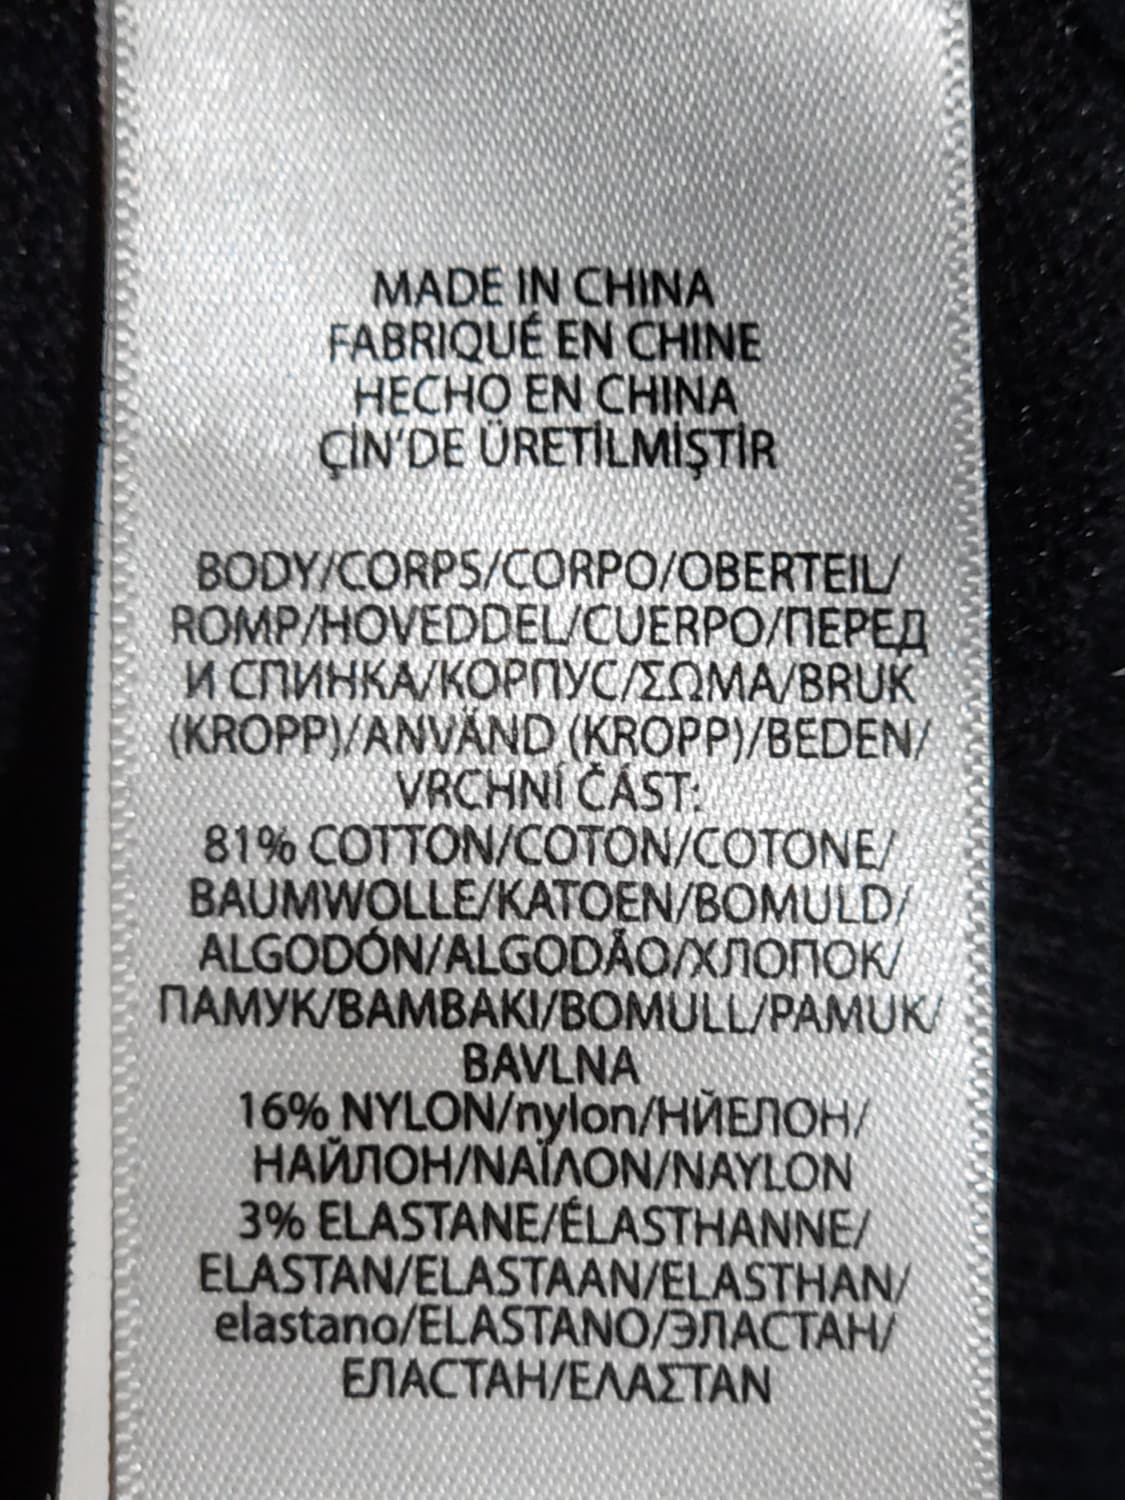 MADE IN CHINA
FABRIQUÉ EN CHINE
HECHO EN CHINA
ÇİN'DE ÜRETİLMİŞTİR
BODY/CORPS/CORPO/OBERTEIL/
ROMP/HOVEDDEL/CUERPO/ПЕРЕД
И СПИНКА/КОРПУС/ΣΩΜΑ/BRUK
(KROPP)/ANVÄND (KROPP)/BEDEN/
VRCHNÍ ČÁST:
81% COTTON/COTON/COTONE/
BAUMWOLLE/KATOEN/BOMULD/
ALGODÓN/ALGODÃO/ХЛОПОК/
ПАМУК/ΒΑΜΒΑΚΙ/BOMULL/PAMUK/
BAVLNA
16% NYLON/nylon/НЙЕЛОН/
НАЙЛОН/ΝΑΪΛΟΝ/NAYLON
3% ELASTANE/ÉLASTHANNE/
ELASTAN/ELASTAAN/ELASTHAN/
elastano/ELASTANO/ЭЛАСТАН/
ЕЛАСТАН/ΕΛΑΣΤΑΝ